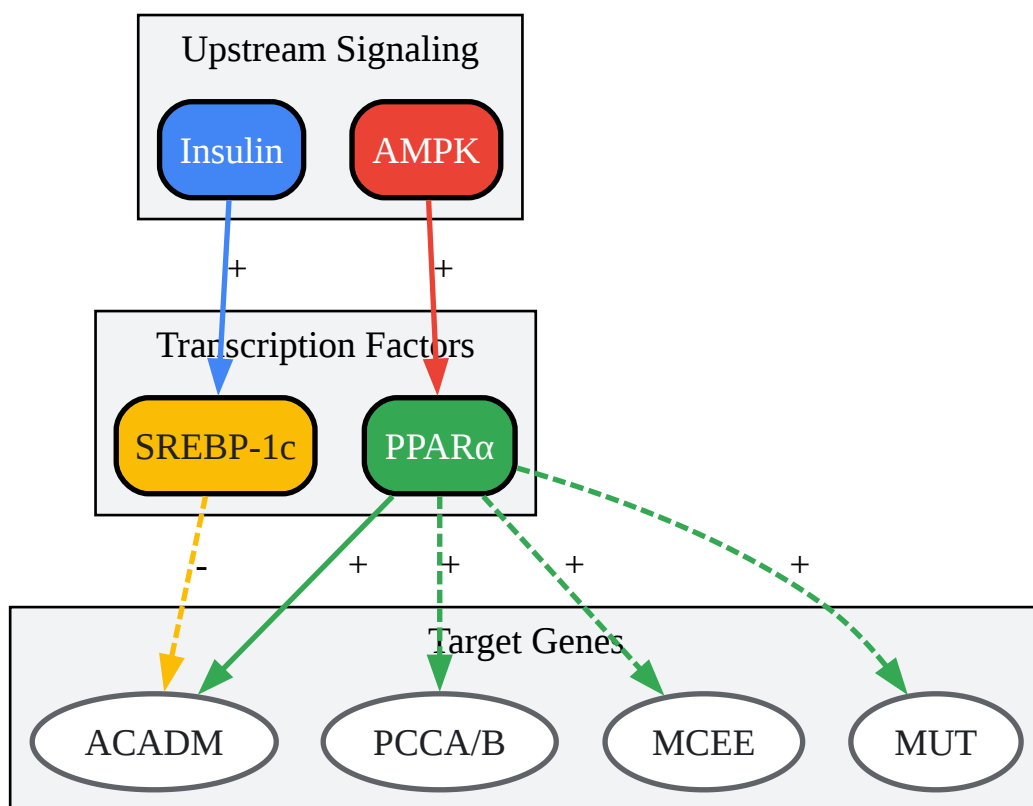 Upstream Signaling
Insulin
AMPK
+
+
Transcription Factors
SREBP-1c
PPARα
-
+
+
+
+
Target Genes
ACADM
PCCA/B
MCEE
MUT